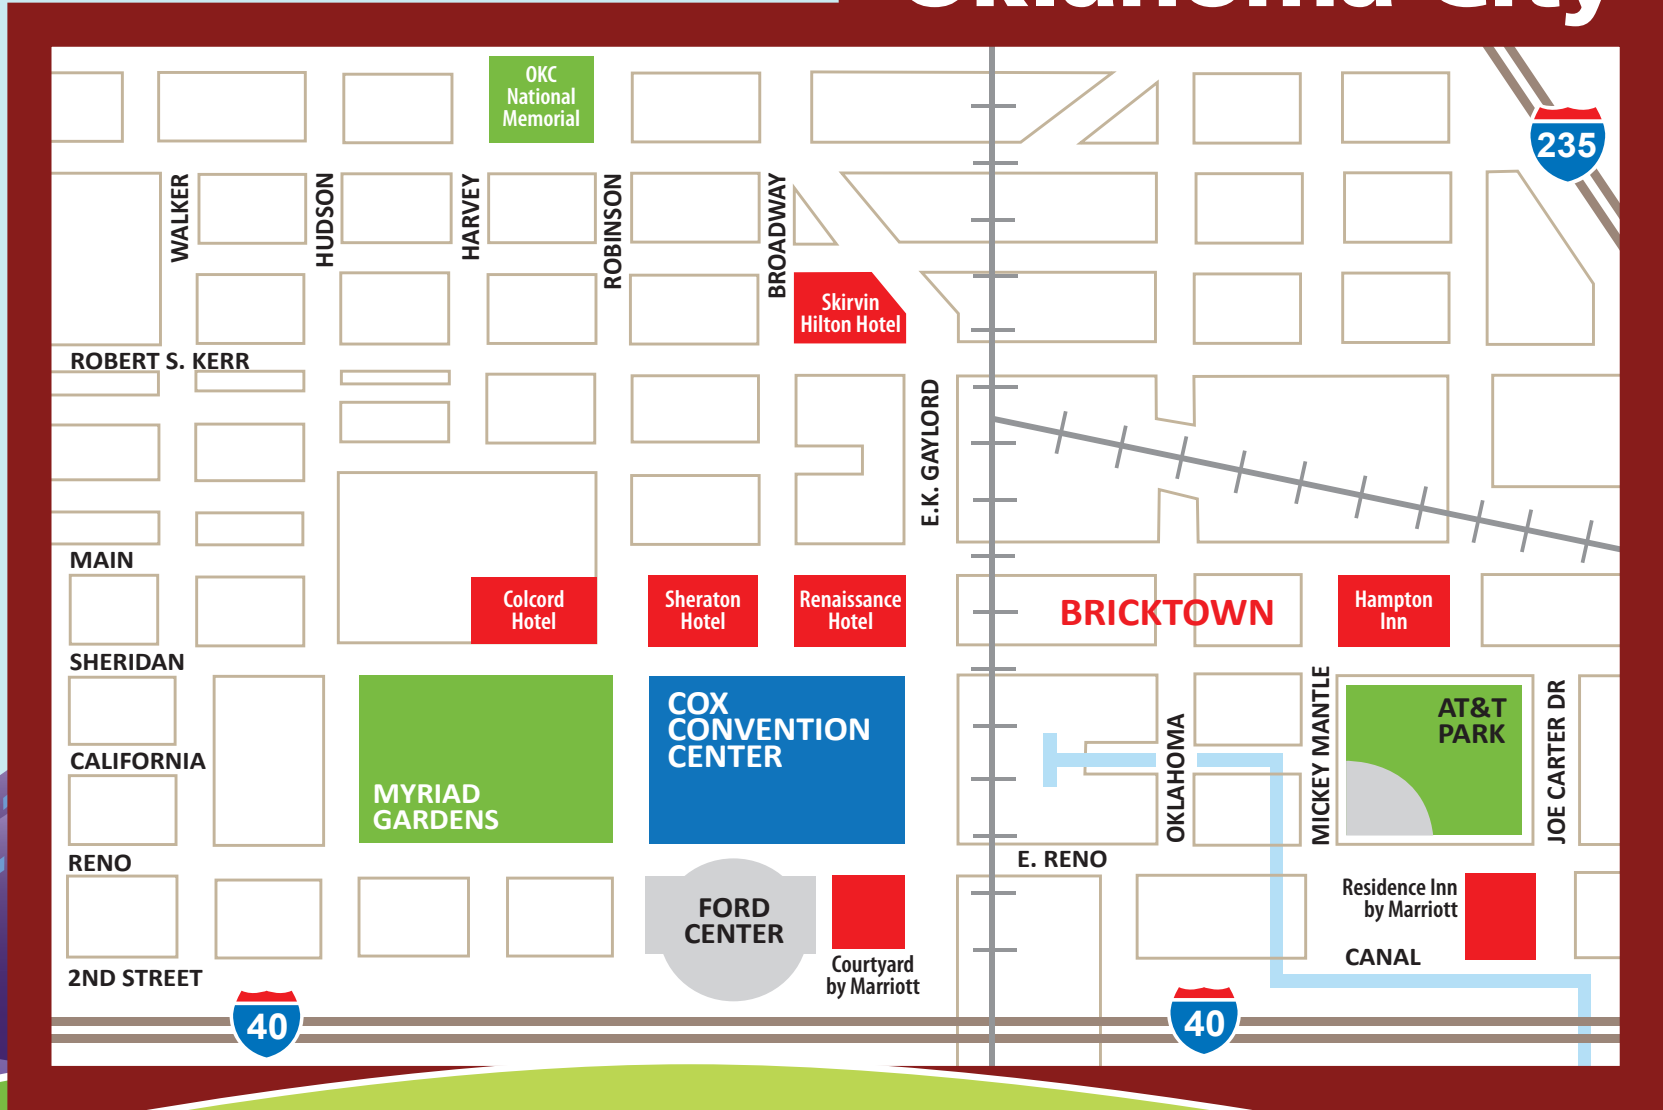 Oklahoma City
OKC
National
Memorial
235
WALKER
HUDSON
HARVEY
ROBINSON
BROADWAY
Skirvin
Hilton Hotel
ROBERT S. KERR
E.K. GAYLORD
MAIN
Colcord
Hotel
Sheraton
Hotel
Renaissance
Hotel
BRICKTOWN
Hampton
Inn
SHERIDAN
COX
CONVENTION
CENTER
OKLAHOMA
MICKEY MANTLE
AT&T
PARK
JOE CARTER DR
CALIFORNIA
MYRIAD
GARDENS
RENO
E. RENO
FORD
CENTER
Residence Inn
by Marriott
CANAL
Courtyard
by Marriott
2ND STREET
40
40